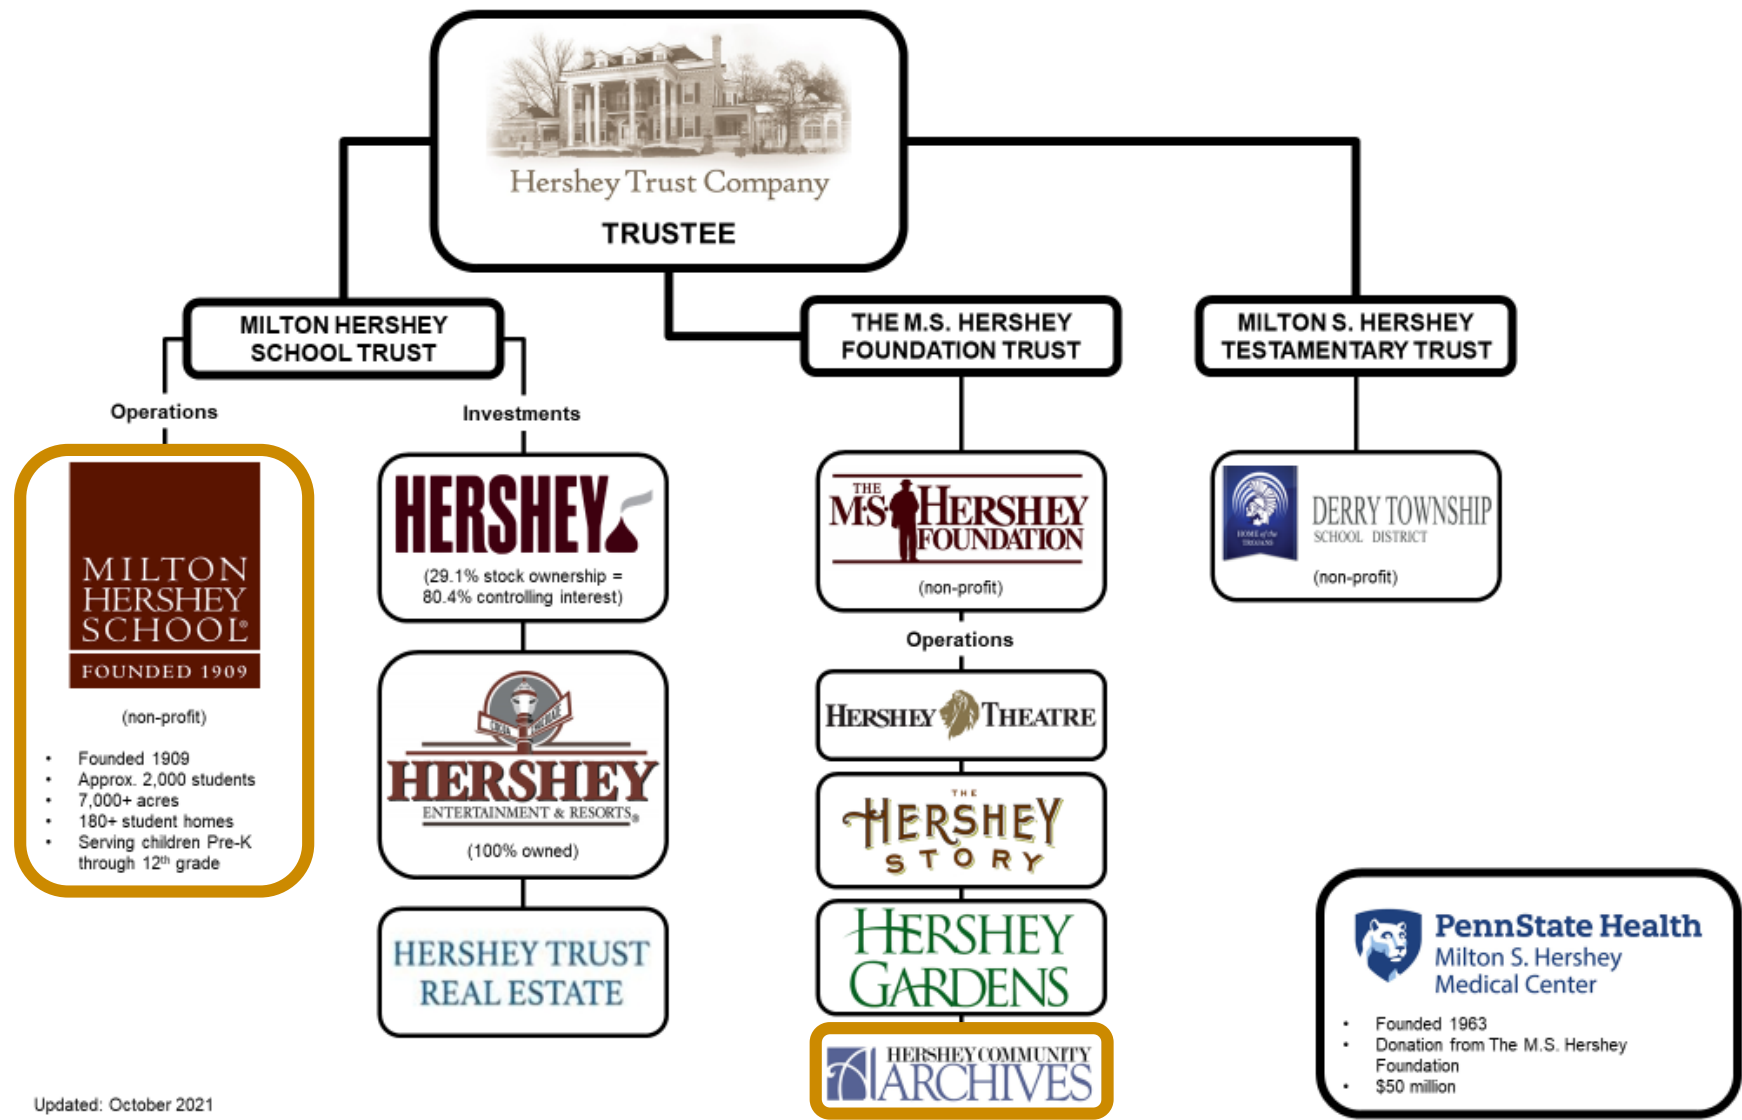 Hershey Trust Company
TRUSTEE
MILTON HERSHEY
SCHOOL TRUST
THE M.S. HERSHEY
FOUNDATION TRUST
MILTON S. HERSHEY
TESTAMENTARY TRUST
Operations
MILTON
HERSHEY
SCHOOL®
FOUNDED 1909
(non-profit)
• Founded 1909
• Approx. 2,000 students
• 7,000+ acres
• 180+ student homes
• Serving children Pre-K
through 12th grade
Investments
HERSHEY
(29.1% stock ownership =
80.4% controlling interest)
COCOA
HERSHEY
ENTERTAINMENT & RESORTS®
(100% owned)
HERSHEY TRUST
REAL ESTATE
THE
M·S· HERSHEY
FOUNDATION
(non-profit)
Operations
HERSHEY THEATRE
THE
HERSHEY
STORY
HERSHEY
GARDENS
HERSHEY COMMUNITY
ARCHIVES
HOME of the
TROJANS
DERRY TOWNSHIP
SCHOOL DISTRICT
(non-profit)
PennState Health
Milton S. Hershey
Medical Center
• Founded 1963
• Donation from The M.S. Hershey
Foundation
• $50 million
Updated: October 2021